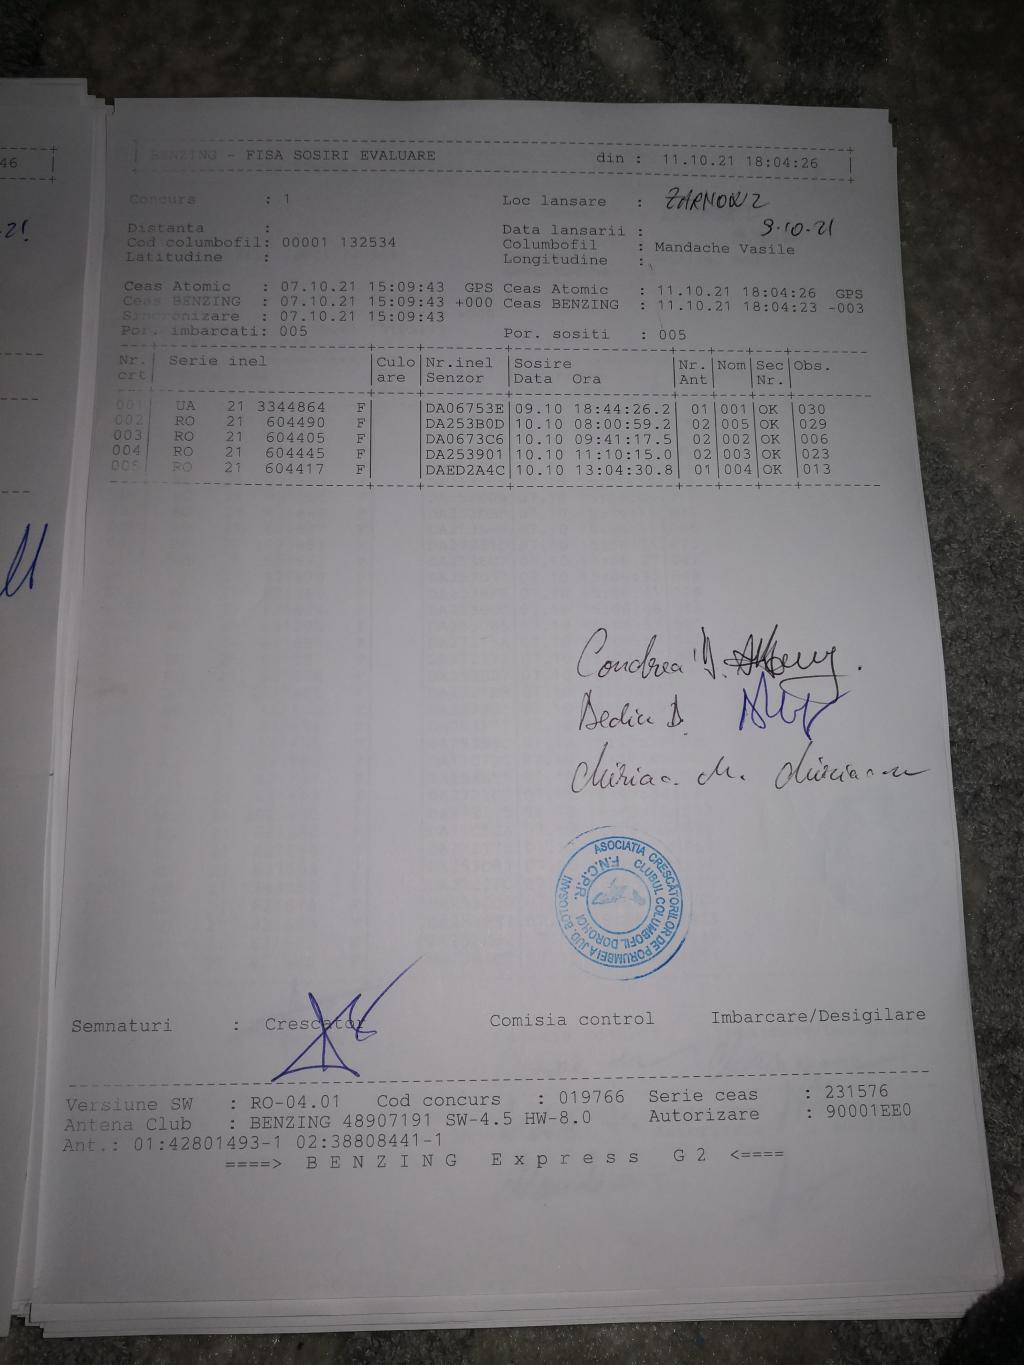 46
BENZING - FISA SOSIRI EVALUARE din : 11.10.21 18:04:26
Concurs : 1 Loc lansare :
Distanta : Data lansarii : 9.10.21
Cod columbofil: 00001 132534 Columbofil : Mandache Vasile
Latitudine : Longitudine :
Ceas Atomic : 07.10.21 15:09:43 GPS Ceas Atomic : 11.10.21 18:04:26 GPS
Ceas BENZING : 07.10.21 15:09:43 +000 Ceas BENZING : 11.10.21 18:04:23 -003
Sincronizare : 07.10.21 15:09:43
Por. imbarcati: 005 Por. sositi : 005
Nr. Serie inel Culo Nr.inel Sosire Nr. Nom Sec Obs.
crt are Senzor Data Ora Ant Nr.
001 UA 21 3344864 F DA06753E 09.10 18:44:26.2 01 001 OK 030
002 RO 21 604490 F DA253B0D 10.10 08:00:59.2 02 005 OK 029
003 RO 21 604405 F DA0673C6 10.10 09:41:17.5 02 002 OK 006
004 RO 21 604445 F DA253901 10.10 11:10:15.0 02 003 OK 023
005 RO 21 604417 F DAED2A4C 10.10 13:04:30.8 01 004 OK 013
Condrea
Dediu D.
ASOCIATIA CRESCĂTORILOR DE PORUMBEI A JUD. BOTOSANI
CLUBUL COLUMBOFIL DOROHOI
F.N.C.P.R.
Semnaturi : Crescator Comisia control Imbarcare/Desigilare
Versiune SW : RO-04.01 Cod concurs : 019766 Serie ceas : 231576
Antena Club : BENZING 48907191 SW-4.5 HW-8.0 Autorizare : 90001EE0
Ant.: 01:42801493-1 02:38808441-1
====> B E N Z I N G E x p r e s s G 2 <====